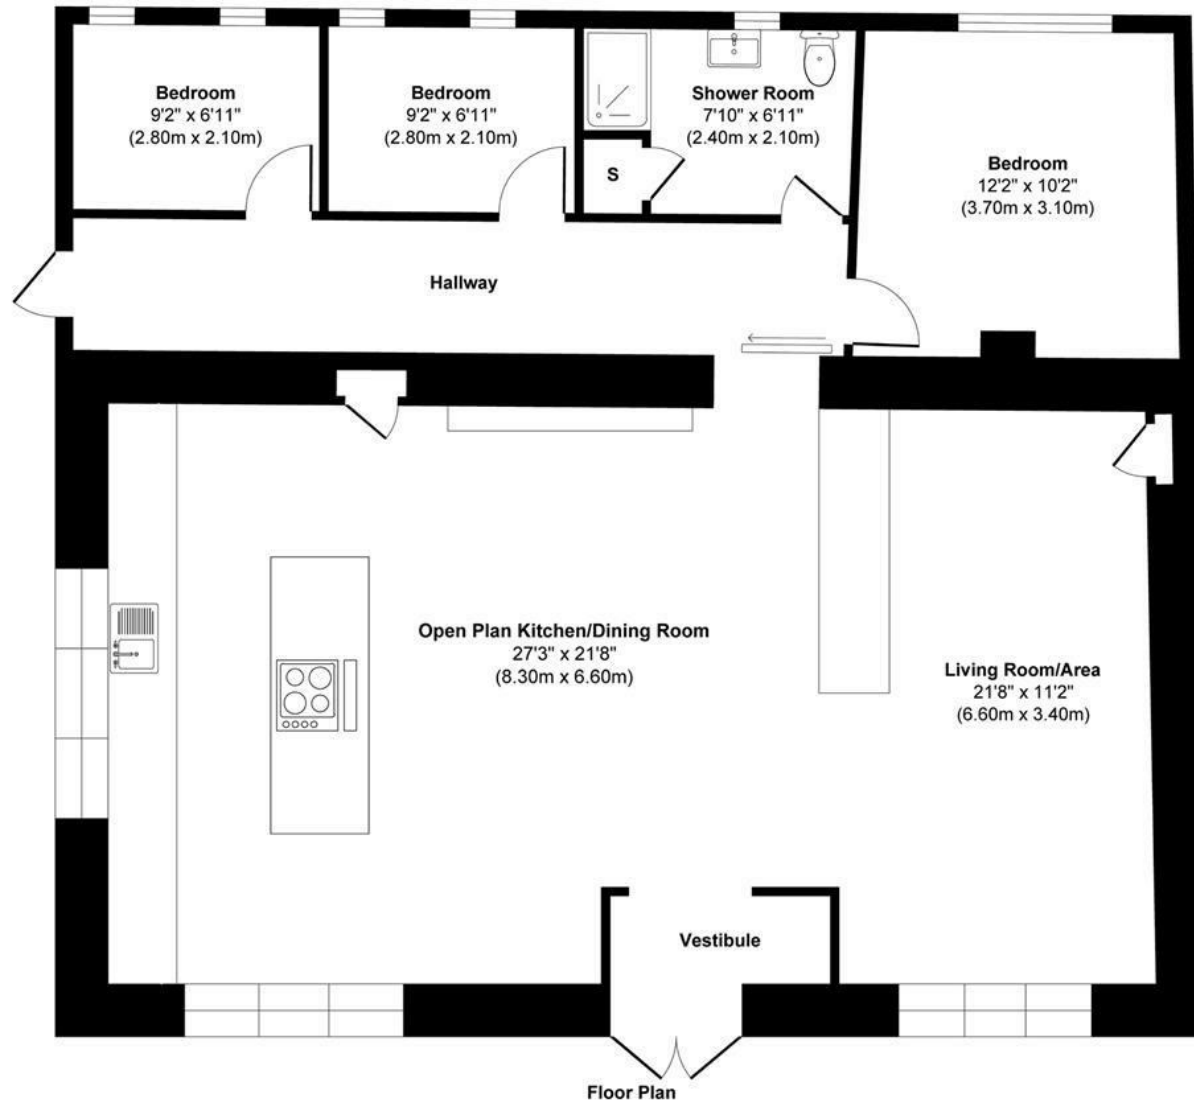 Bedroom
9'2" x 6'11"
(2.80m x 2.10m)
Bedroom
9'2" x 6'11"
(2.80m x 2.10m)
Shower Room
7'10" x 6'11"
(2.40m x 2.10m)
S
Bedroom
12'2" x 10'2"
(3.70m x 3.10m)
Hallway
Open Plan Kitchen/Dining Room
27'3" x 21'8"
(8.30m x 6.60m)
Living Room/Area
21'8" x 11'2"
(6.60m x 3.40m)
Vestibule
Floor Plan